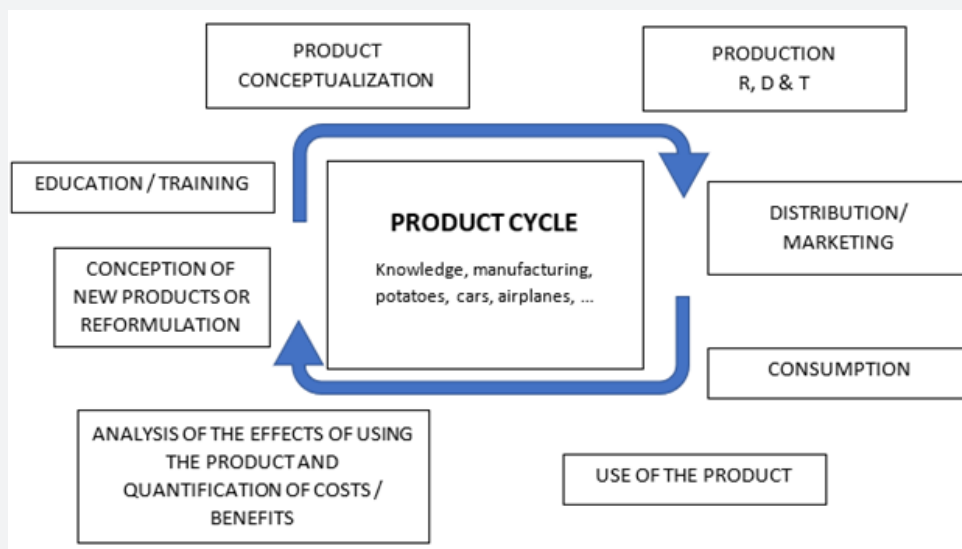 PRODUCT
CONCEPTUALIZATION
PRODUCTION
R, D & T
EDUCATION / TRAINING
PRODUCT CYCLE
Knowledge, manufacturing,
potatoes, cars, airplanes, ...
DISTRIBUTION/
MARKETING
CONCEPTION OF
NEW PRODUCTS OR
REFORMULATION
CONSUMPTION
ANALYSIS OF THE EFFECTS OF USING
THE PRODUCT AND
QUANTIFICATION OF COSTS /
BENEFITS
USE OF THE PRODUCT